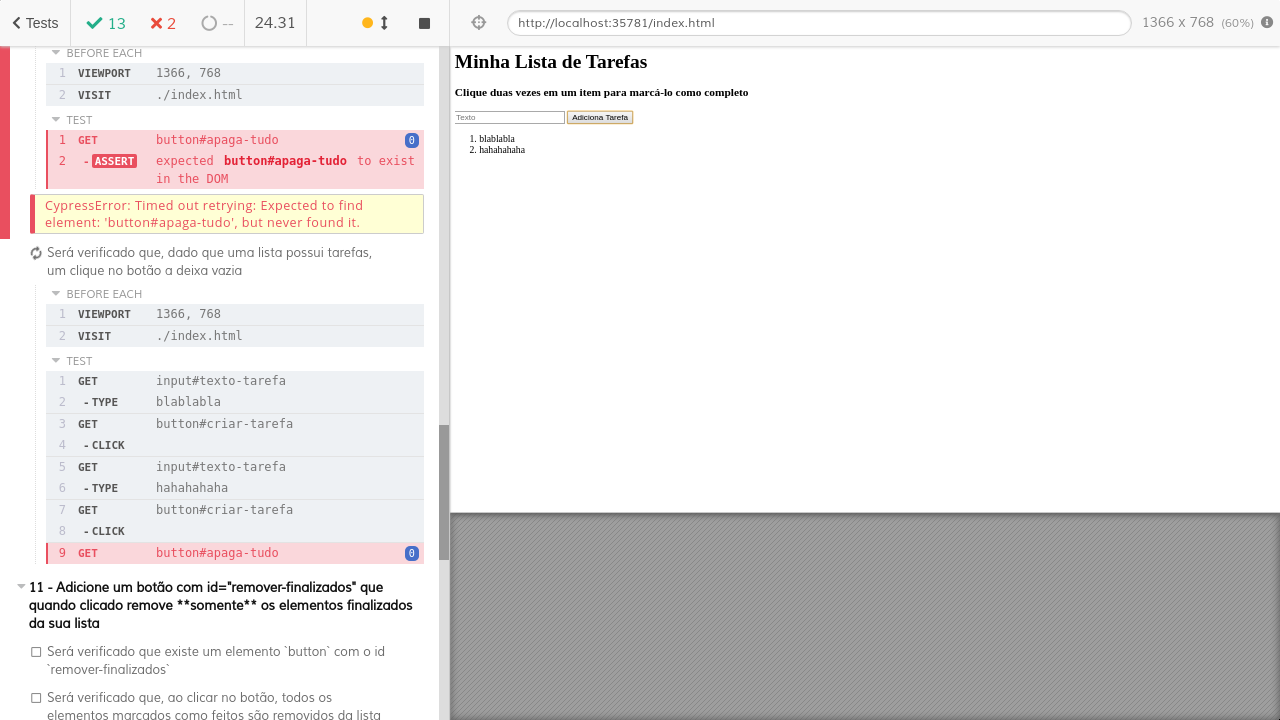 Tests 13 2 -- 24.31 http://localhost:35781/index.html 1366 x 768 (60%)
BEFORE EACH
1 VIEWPORT 1366, 768
2 VISIT ./index.html
TEST
1 GET button#apaga-tudo 0
2 -ASSERT expected button#apaga-tudo to exist
in the DOM
CypressError: Timed out retrying: Expected to find
element: 'button#apaga-tudo', but never found it.
Será verificado que, dado que uma lista possui tarefas,
um clique no botão a deixa vazia
BEFORE EACH
1 VIEWPORT 1366, 768
2 VISIT ./index.html
TEST
1 GET input#texto-tarefa
2 -TYPE blablabla
3 GET button#criar-tarefa
4 -CLICK
5 GET input#texto-tarefa
6 -TYPE hahahahaha
7 GET button#criar-tarefa
8 -CLICK
9 GET button#apaga-tudo 0
11 - Adicione um botão com id="remover-finalizados" que
quando clicado remove **somente** os elementos finalizados
da sua lista
Será verificado que existe um elemento `button` com o id
`remover-finalizados`
Será verificado que, ao clicar no botão, todos os
elementos marcados como feitos são removidos da lista
Minha Lista de Tarefas
Clique duas vezes em um item para marcá-lo como completo
Texto Adiciona Tarefa
1. blablabla
2. hahahahaha